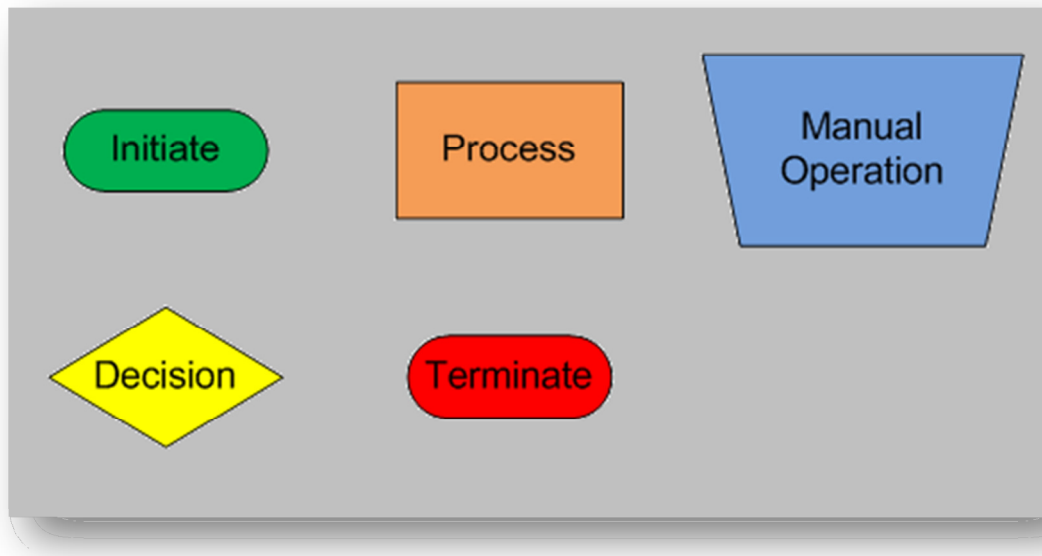 Initiate
Process
Manual
Operation
Decision
Terminate